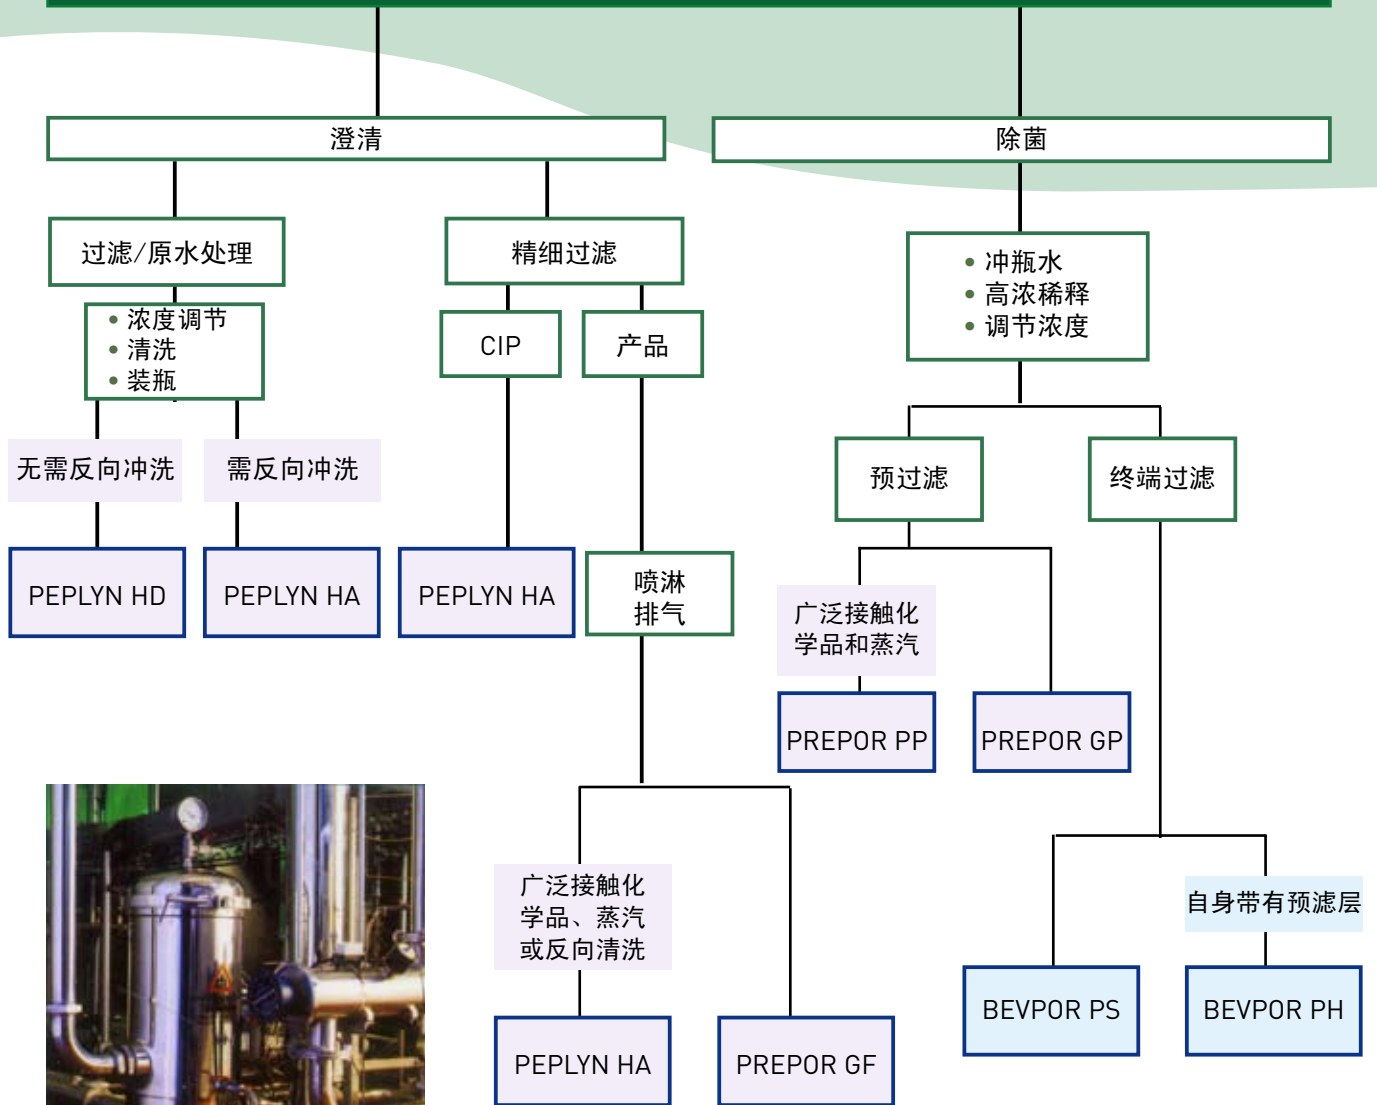 澄清
除菌
过滤/原水处理
精细过滤
• 冲瓶水
• 高浓稀释
• 调节浓度
• 浓度调节
• 清洗
• 装瓶
CIP
产品
无需反向冲洗
需反向冲洗
预过滤
终端过滤
PEPLYN HD
PEPLYN HA
PEPLYN HA
喷淋
排气
广泛接触化
学品和蒸汽
PREPOR PP
PREPOR GP
广泛接触化
学品、蒸汽
或反向清洗
自身带有预滤层
BEVPOR PS
BEVPOR PH
PEPLYN HA
PREPOR GF